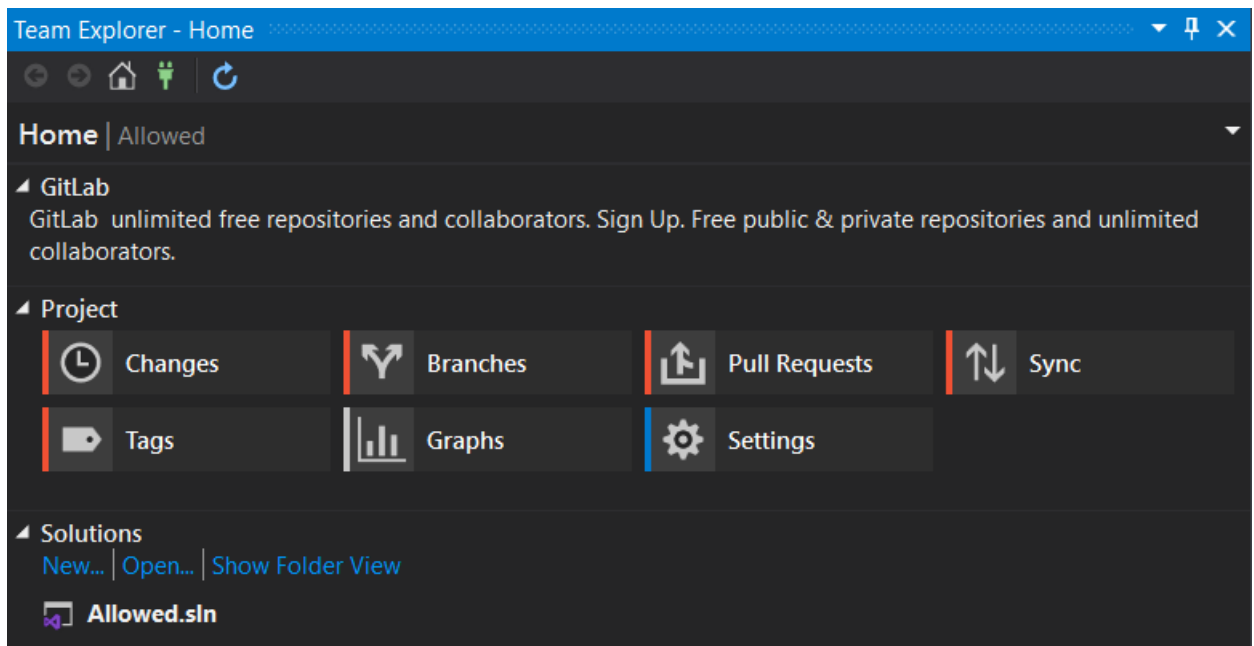 Team Explorer - Home
Home | Allowed
GitLab
GitLab  unlimited free repositories and collaborators. Sign Up. Free public & private repositories and unlimited
collaborators.
Project
Changes Branches Pull Requests Sync
Tags Graphs Settings
Solutions
New... | Open... | Show Folder View
Allowed.sln